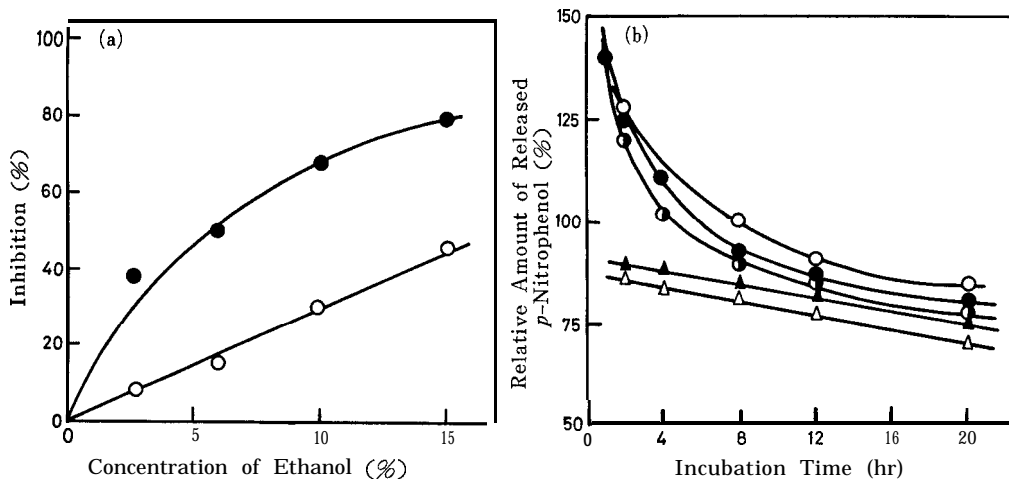 (a)
100
80
60
40
20
0
Inhibition (%)
0 5 10 15
Concentration of Ethanol (%)
(b)
150
125
100
75
50
Relative Amount of Released
p-Nitrophenol (%)
0 4 8 12 16 20
Incubation Time (hr)